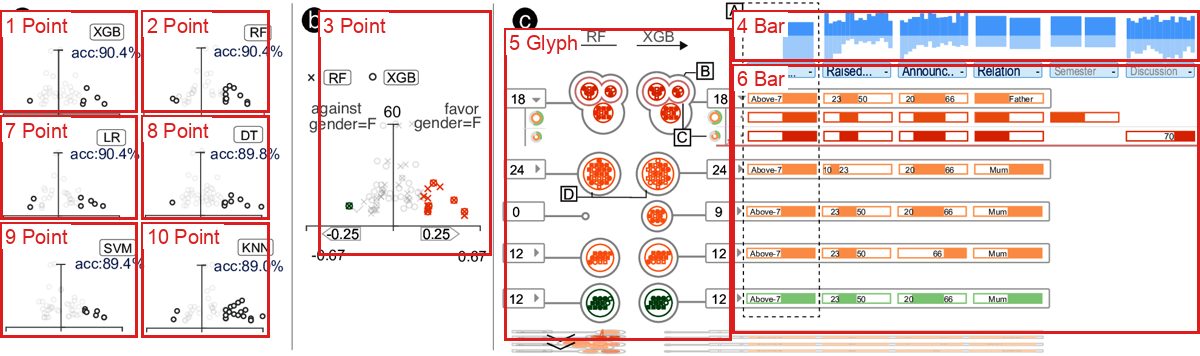 1 Point
XGB
acc:90.4%
2 Point
RF
acc:90.4%
7 Point
LR
acc:90.4%
8 Point
DT
acc:89.8%
9 Point
SVM
acc:89.4%
10 Point
KNN
acc:89.0%
b
3 Point
× RF ○ XGB
against gender=F
60
favor gender=F
-0.25
0.25
-0.67
0.67
c
5 Glyph
RF
XGB
A
B
C
D
18
18
24
24
0
9
12
12
12
12
4 Bar
6 Bar
... -
Raised... -
Announc... -
Relation -
Semester -
Discussion -
Above-7
23 50
20 66
Father
70
Above-7
10 23
20 66
Mum
Above-7
23 50
20 66
Mum
Above-7
23 50
66
Mum
Above-7
23 50
20 66
Mum